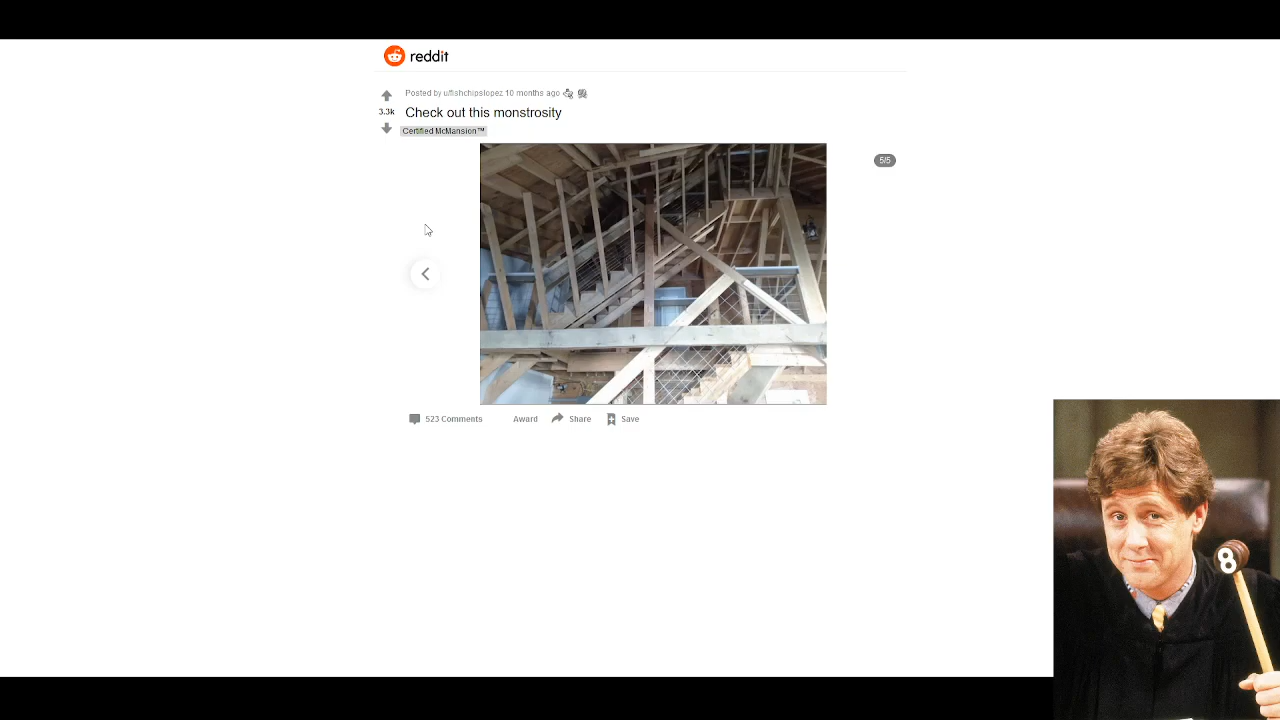 reddit
Posted by u/fishchipslopez 10 months ago
3.3k
Check out this monstrosity
Certified McMansion™
5/5
523 Comments Award Share Save
8